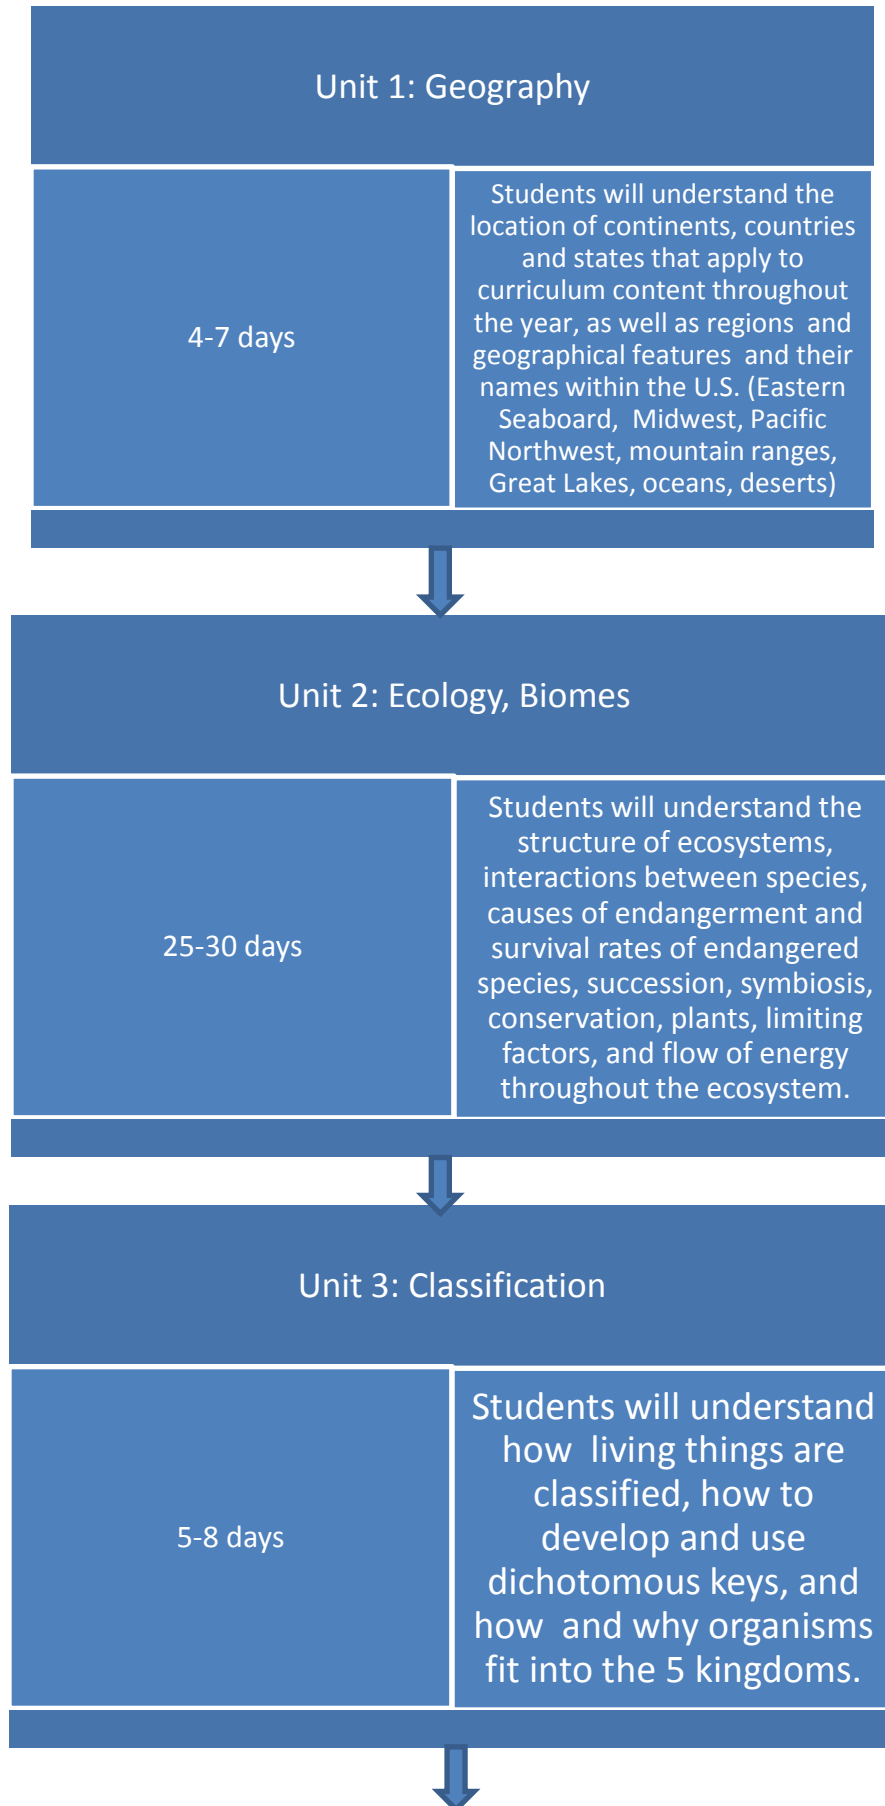 Unit 1: Geography
4-7 days
Students will understand the
location of continents, countries
and states that apply to
curriculum content throughout
the year, as well as regions  and
geographical features  and their
names within the U.S. (Eastern
Seaboard,  Midwest, Pacific
Northwest, mountain ranges,
Great Lakes, oceans, deserts)
Unit 2: Ecology, Biomes
25-30 days
Students will understand the
structure of ecosystems,
interactions between species,
causes of endangerment and
survival rates of endangered
species, succession, symbiosis,
conservation, plants, limiting
factors, and flow of energy
throughout the ecosystem.
Unit 3: Classification
5-8 days
Students will understand
how  living things are
classified, how to
develop and use
dichotomous keys, and
how  and why organisms
fit into the 5 kingdoms.